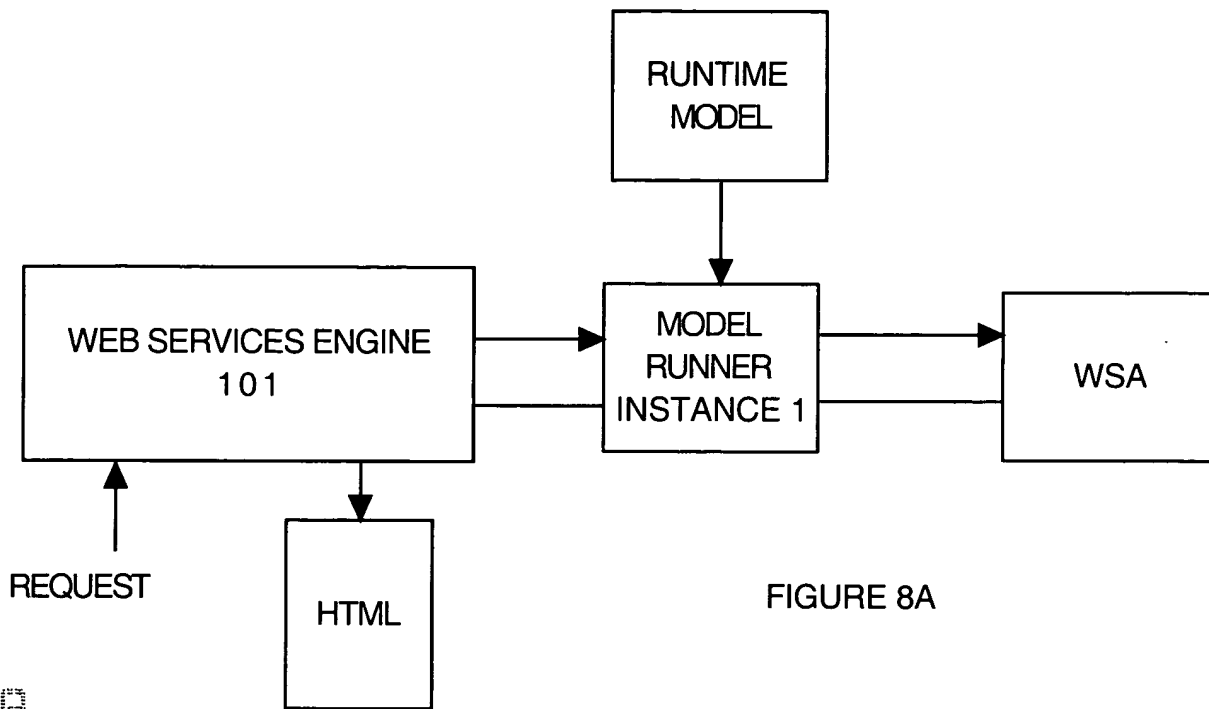 RUNTIME
MODEL
WEB SERVICES ENGINE
101
MODEL
RUNNER
INSTANCE 1
WSA
REQUEST
HTML
FIGURE 8A